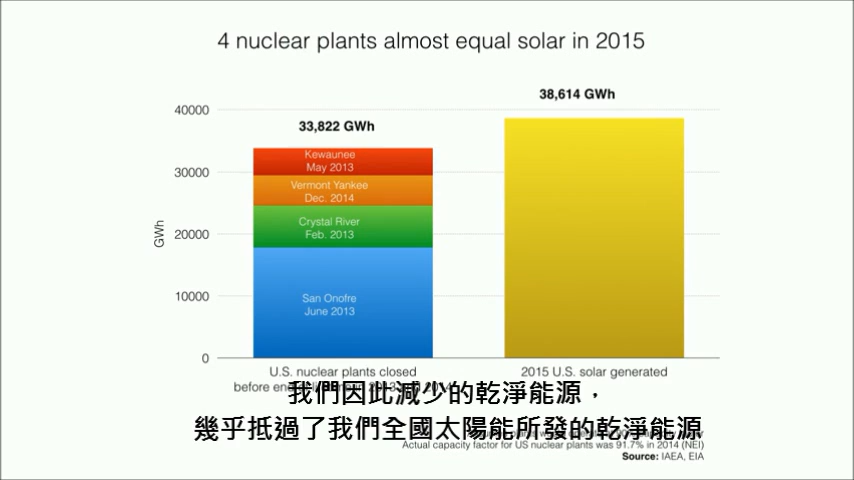 4 nuclear plants almost equal solar in 2015
38,614 GWh
40000
33,822 GWh
Kewaunee
May 2013
30000
Vermont Yankee
Dec. 2014
Crystal River
Feb. 2013
GWh
20000
10000
San Onofre
June 2013
0
U.S. nuclear plants closed
2015 U.S. solar generated
before
我們因此減少的乾淨能源，
幾乎抵過了我們全國太陽能所發的乾淨能源
Actual capacity factor for US nuclear plants was 91.7% in 2014 (NEI)
Source: IAEA, EIA